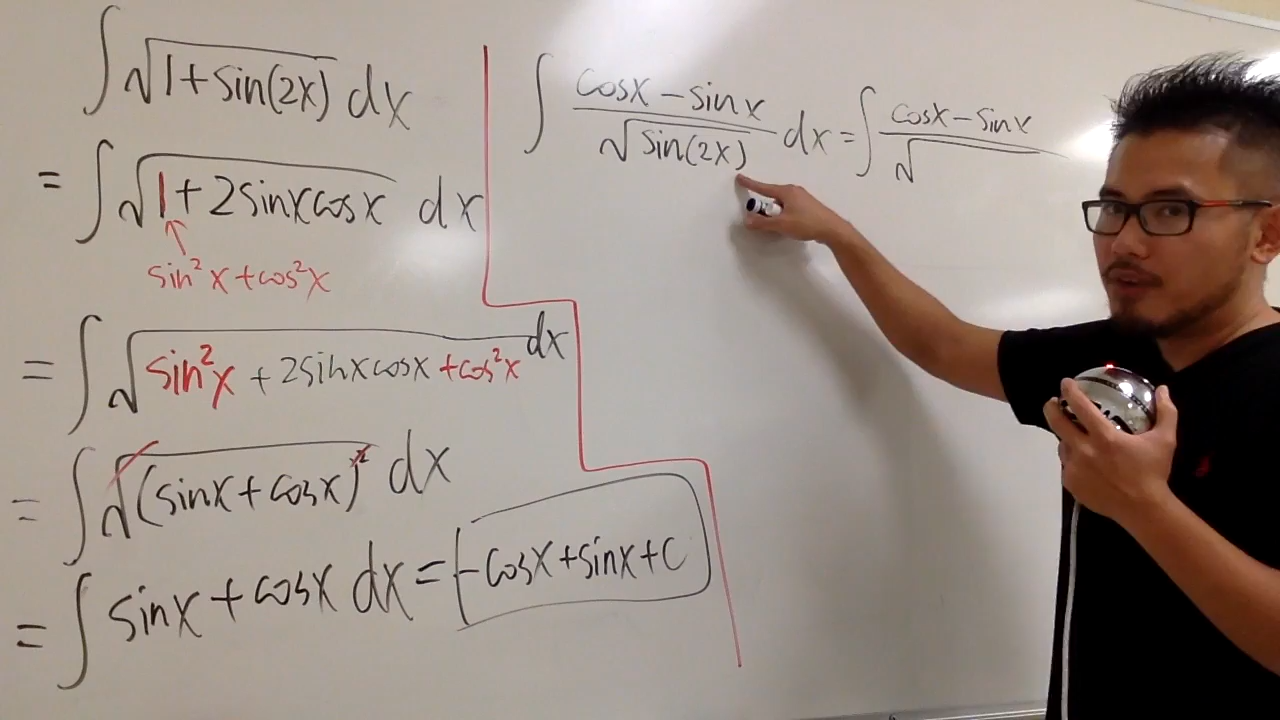 ∫ √(1 + sin(2x)) dx
= ∫ √(1 + 2sinxcosx) dx
↑
sin²x + cos²x
= ∫ √(sin²x + 2sinxcosx + cos²x) dx
= ∫ √((sinx + cosx)²) dx
= ∫ sinx + cosx dx = -cosx + sinx + C
∫ (cosx - sinx)/√(sin(2x)) dx = ∫ (cosx - sinx)/√